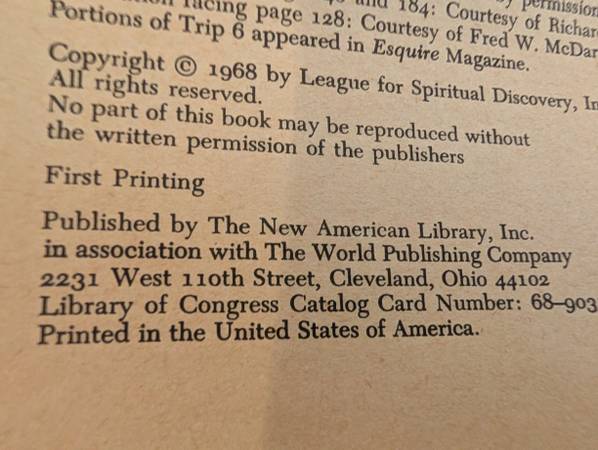 facing page 128: Courtesy of Fred W. McDar
184: Courtesy of Richar
Portions of Trip 6 appeared in Esquire Magazine.
Copyright © 1968 by League for Spiritual Discovery, In
All rights reserved.
No part of this book may be reproduced without
the written permission of the publishers
First Printing
Published by The New American Library, Inc.
in association with The World Publishing Company
2231 West 110th Street, Cleveland, Ohio 44102
Library of Congress Catalog Card Number: 68–903
Printed in the United States of America.